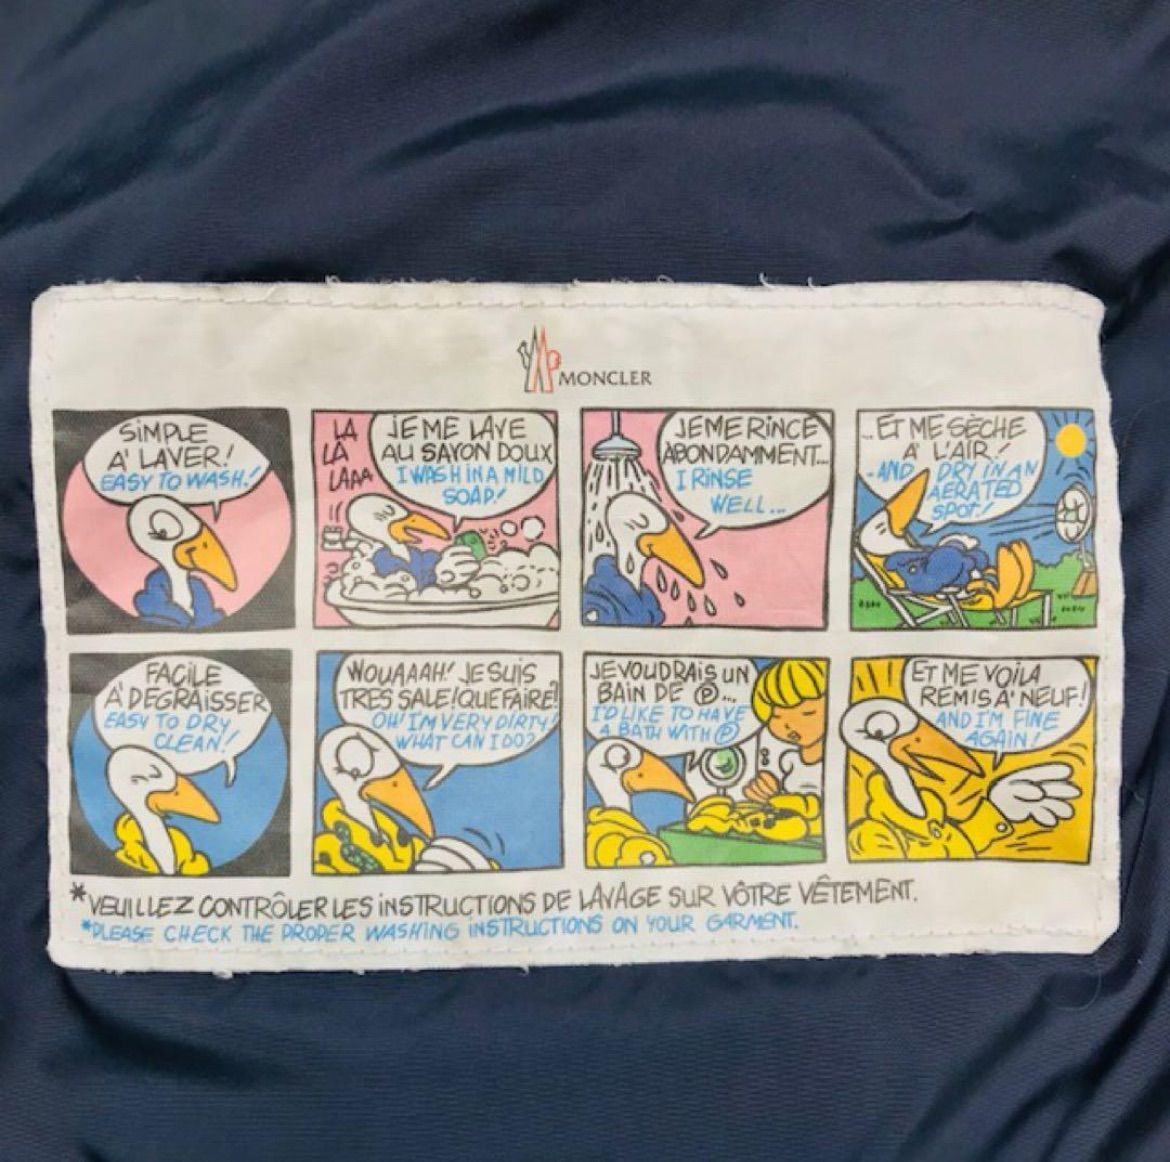 MONCLER
SIMPLE
A' LAVER!
EASY TO WASH!
LA
LÀ
LAAA
JE ME LAVE
AU SAVON DOUX
I WASH IN A MILD
SOAP!
JE ME RINCE
ABONDAMMENT...
I RINSE
WELL...
...ET ME SÈCHE
A' L'AIR!
-AND DRY IN AN
AERATED
SPOT!
FACILE
A' DEGRAISSER
EASY TO DRY
CLEAN!
WOUAAAH! JE SUIS
TRES SALE! QUE FAIRE?
OW I'M VERY DIRTY!
WHAT CAN I DO?
JE VOUDRAIS UN
BAIN DE Ⓟ...
I'D LIKE TO HAVE
A BATH WITH Ⓟ
ET ME VOILA
REMIS A' NEUF!
AND I'M FINE
AGAIN!
*VEUILLEZ CONTRÔLER LES INSTRUCTIONS DE LAVAGE SUR VÔTRE VÊTEMENT.
*PLEASE CHECK THE PROPER WASHING INSTRUCTIONS ON YOUR GARMENT.